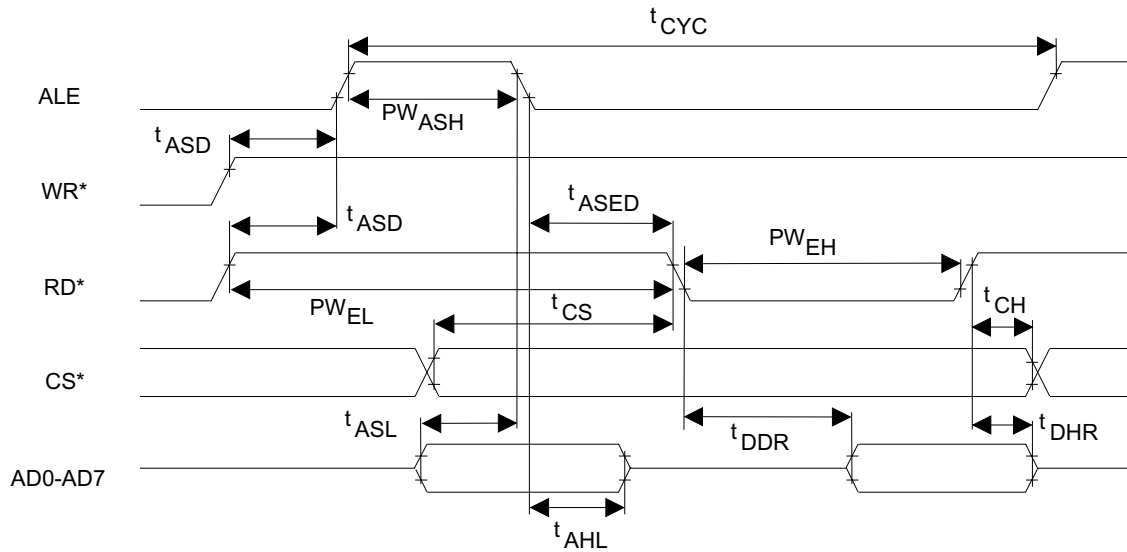 tCYC
ALE
PWASH
tASD
WR*
tASED
tASD
PWEH
RD*
PWEL
tCS
tCH
CS*
tASL
tDDR
tDHR
AD0-AD7
tAHL